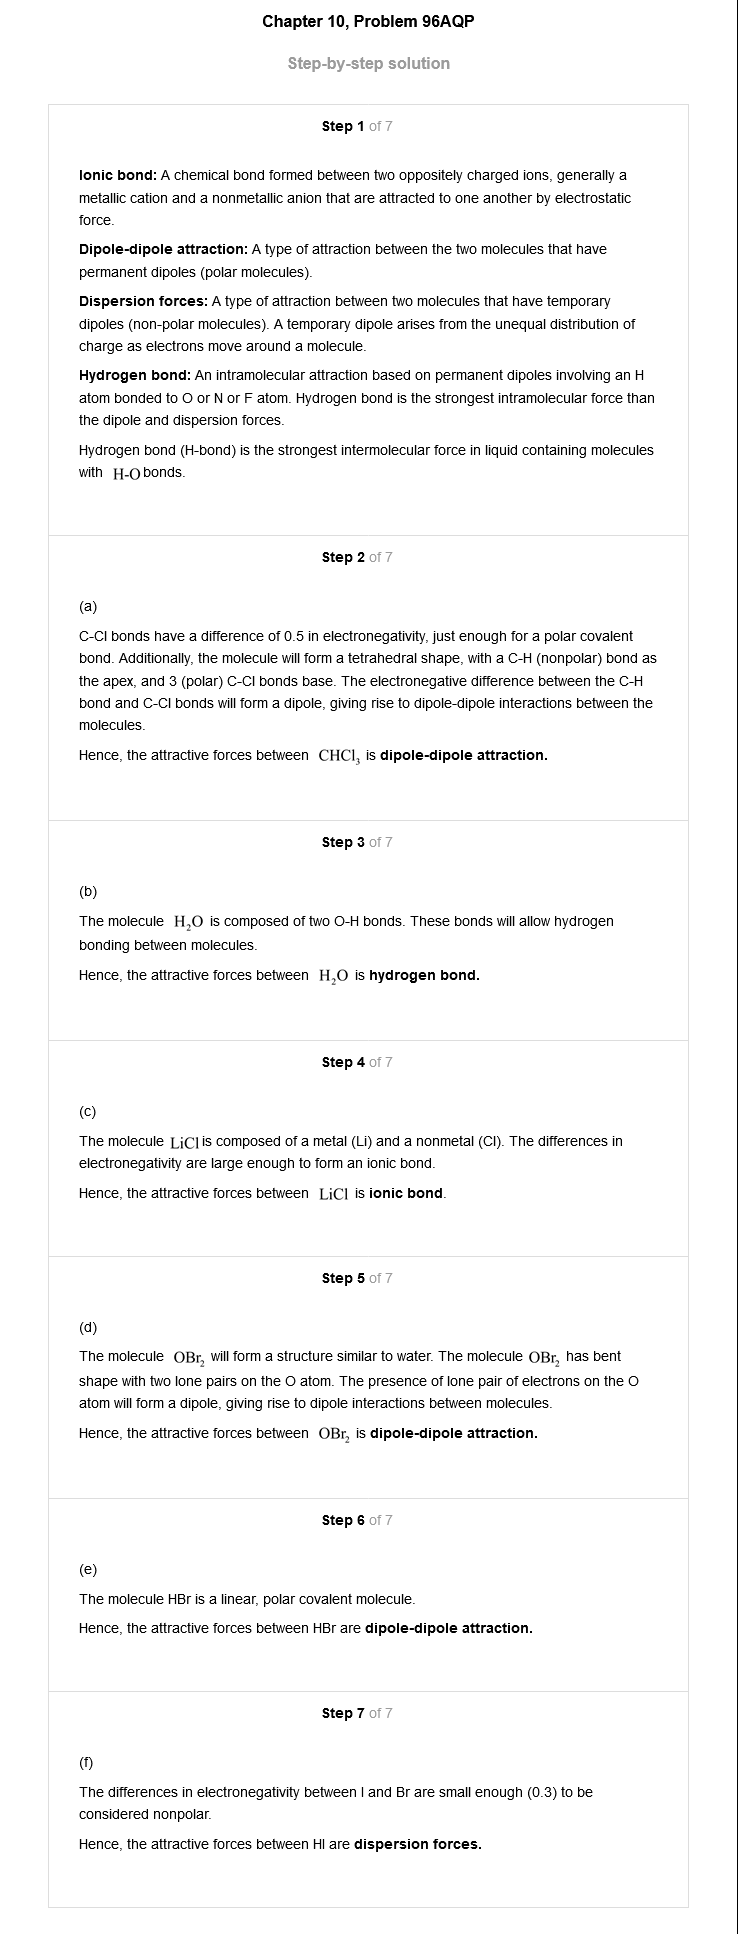 Chapter 10, Problem 96AQP
Step-by-step solution
Step 1 of 7
Ionic bond: A chemical bond formed between two oppositely charged ions, generally a
metallic cation and a nonmetallic anion that are attracted to one another by electrostatic
force.
Dipole-dipole attraction: A type of attraction between the two molecules that have
permanent dipoles (polar molecules).
Dispersion forces: A type of attraction between two molecules that have temporary
dipoles (non-polar molecules). A temporary dipole arises from the unequal distribution of
charge as electrons move around a molecule.
Hydrogen bond: An intramolecular attraction based on permanent dipoles involving an H
atom bonded to O or N or F atom. Hydrogen bond is the strongest intramolecular force than
the dipole and dispersion forces.
Hydrogen bond (H-bond) is the strongest intermolecular force in liquid containing molecules
with H-O bonds.
Step 2 of 7
(a)
C-Cl bonds have a difference of 0.5 in electronegativity, just enough for a polar covalent
bond. Additionally, the molecule will form a tetrahedral shape, with a C-H (nonpolar) bond as
the apex, and 3 (polar) C-Cl bonds base. The electronegative difference between the C-H
bond and C-Cl bonds will form a dipole, giving rise to dipole-dipole interactions between the
molecules.
Hence, the attractive forces between CHCl₃ is dipole-dipole attraction.
Step 3 of 7
(b)
The molecule H₂O is composed of two O-H bonds. These bonds will allow hydrogen
bonding between molecules.
Hence, the attractive forces between H₂O is hydrogen bond.
Step 4 of 7
(c)
The molecule LiCl is composed of a metal (Li) and a nonmetal (Cl). The differences in
electronegativity are large enough to form an ionic bond.
Hence, the attractive forces between LiCl is ionic bond.
Step 5 of 7
(d)
The molecule OBr₂ will form a structure similar to water. The molecule OBr₂ has bent
shape with two lone pairs on the O atom. The presence of lone pair of electrons on the O
atom will form a dipole, giving rise to dipole interactions between molecules.
Hence, the attractive forces between OBr₂ is dipole-dipole attraction.
Step 6 of 7
(e)
The molecule HBr is a linear, polar covalent molecule.
Hence, the attractive forces between HBr are dipole-dipole attraction.
Step 7 of 7
(f)
The differences in electronegativity between I and Br are small enough (0.3) to be
considered nonpolar.
Hence, the attractive forces between HI are dispersion forces.